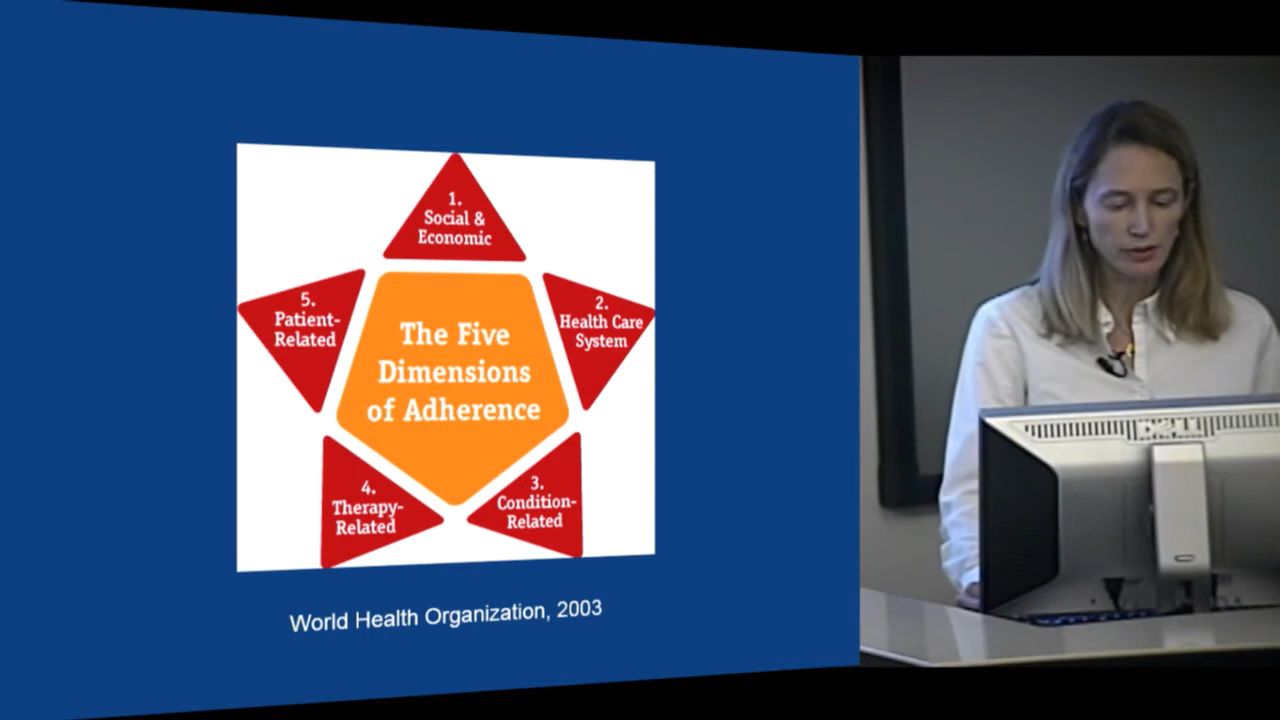 1.
Social &
Economic
2.
Health Care
System
3.
Condition-
Related
4.
Therapy-
Related
5.
Patient-
Related
The Five
Dimensions
of Adherence
World Health Organization, 2003
DELL